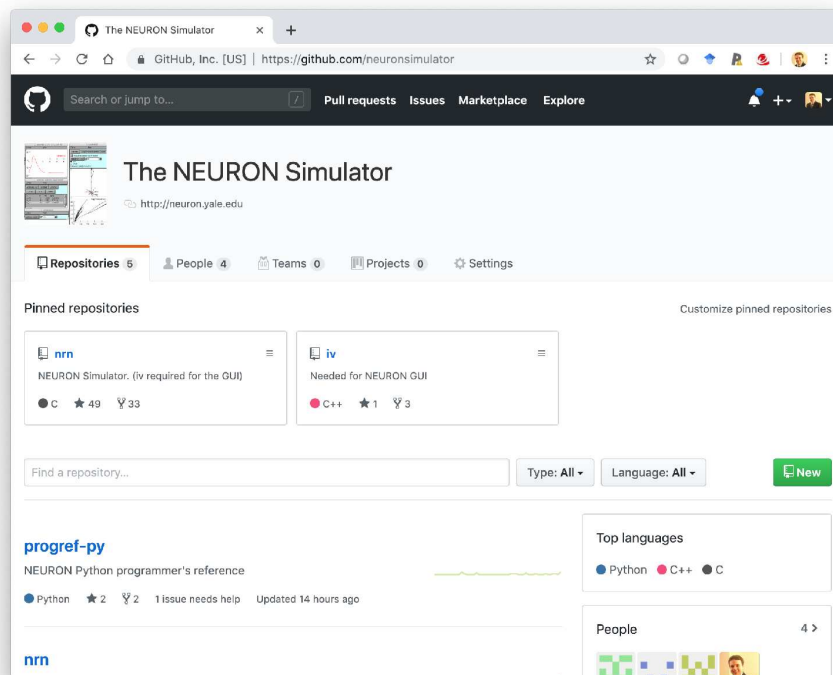 The NEURON Simulator
GitHub, Inc. [US] | https://github.com/neuronsimulator
Search or jump to... / Pull requests Issues Marketplace Explore
The NEURON Simulator
http://neuron.yale.edu
Repositories 5 People 4 Teams 0 Projects 0 Settings
Pinned repositories Customize pinned repositories
nrn
NEURON Simulator. (iv required for the GUI)
C 49 33
iv
Needed for NEURON GUI
C++ 1 3
Find a repository... Type: All Language: All New
progref-py
NEURON Python programmer's reference
Python 2 2 1 issue needs help Updated 14 hours ago
nrn
Top languages
Python C++ C
People 4